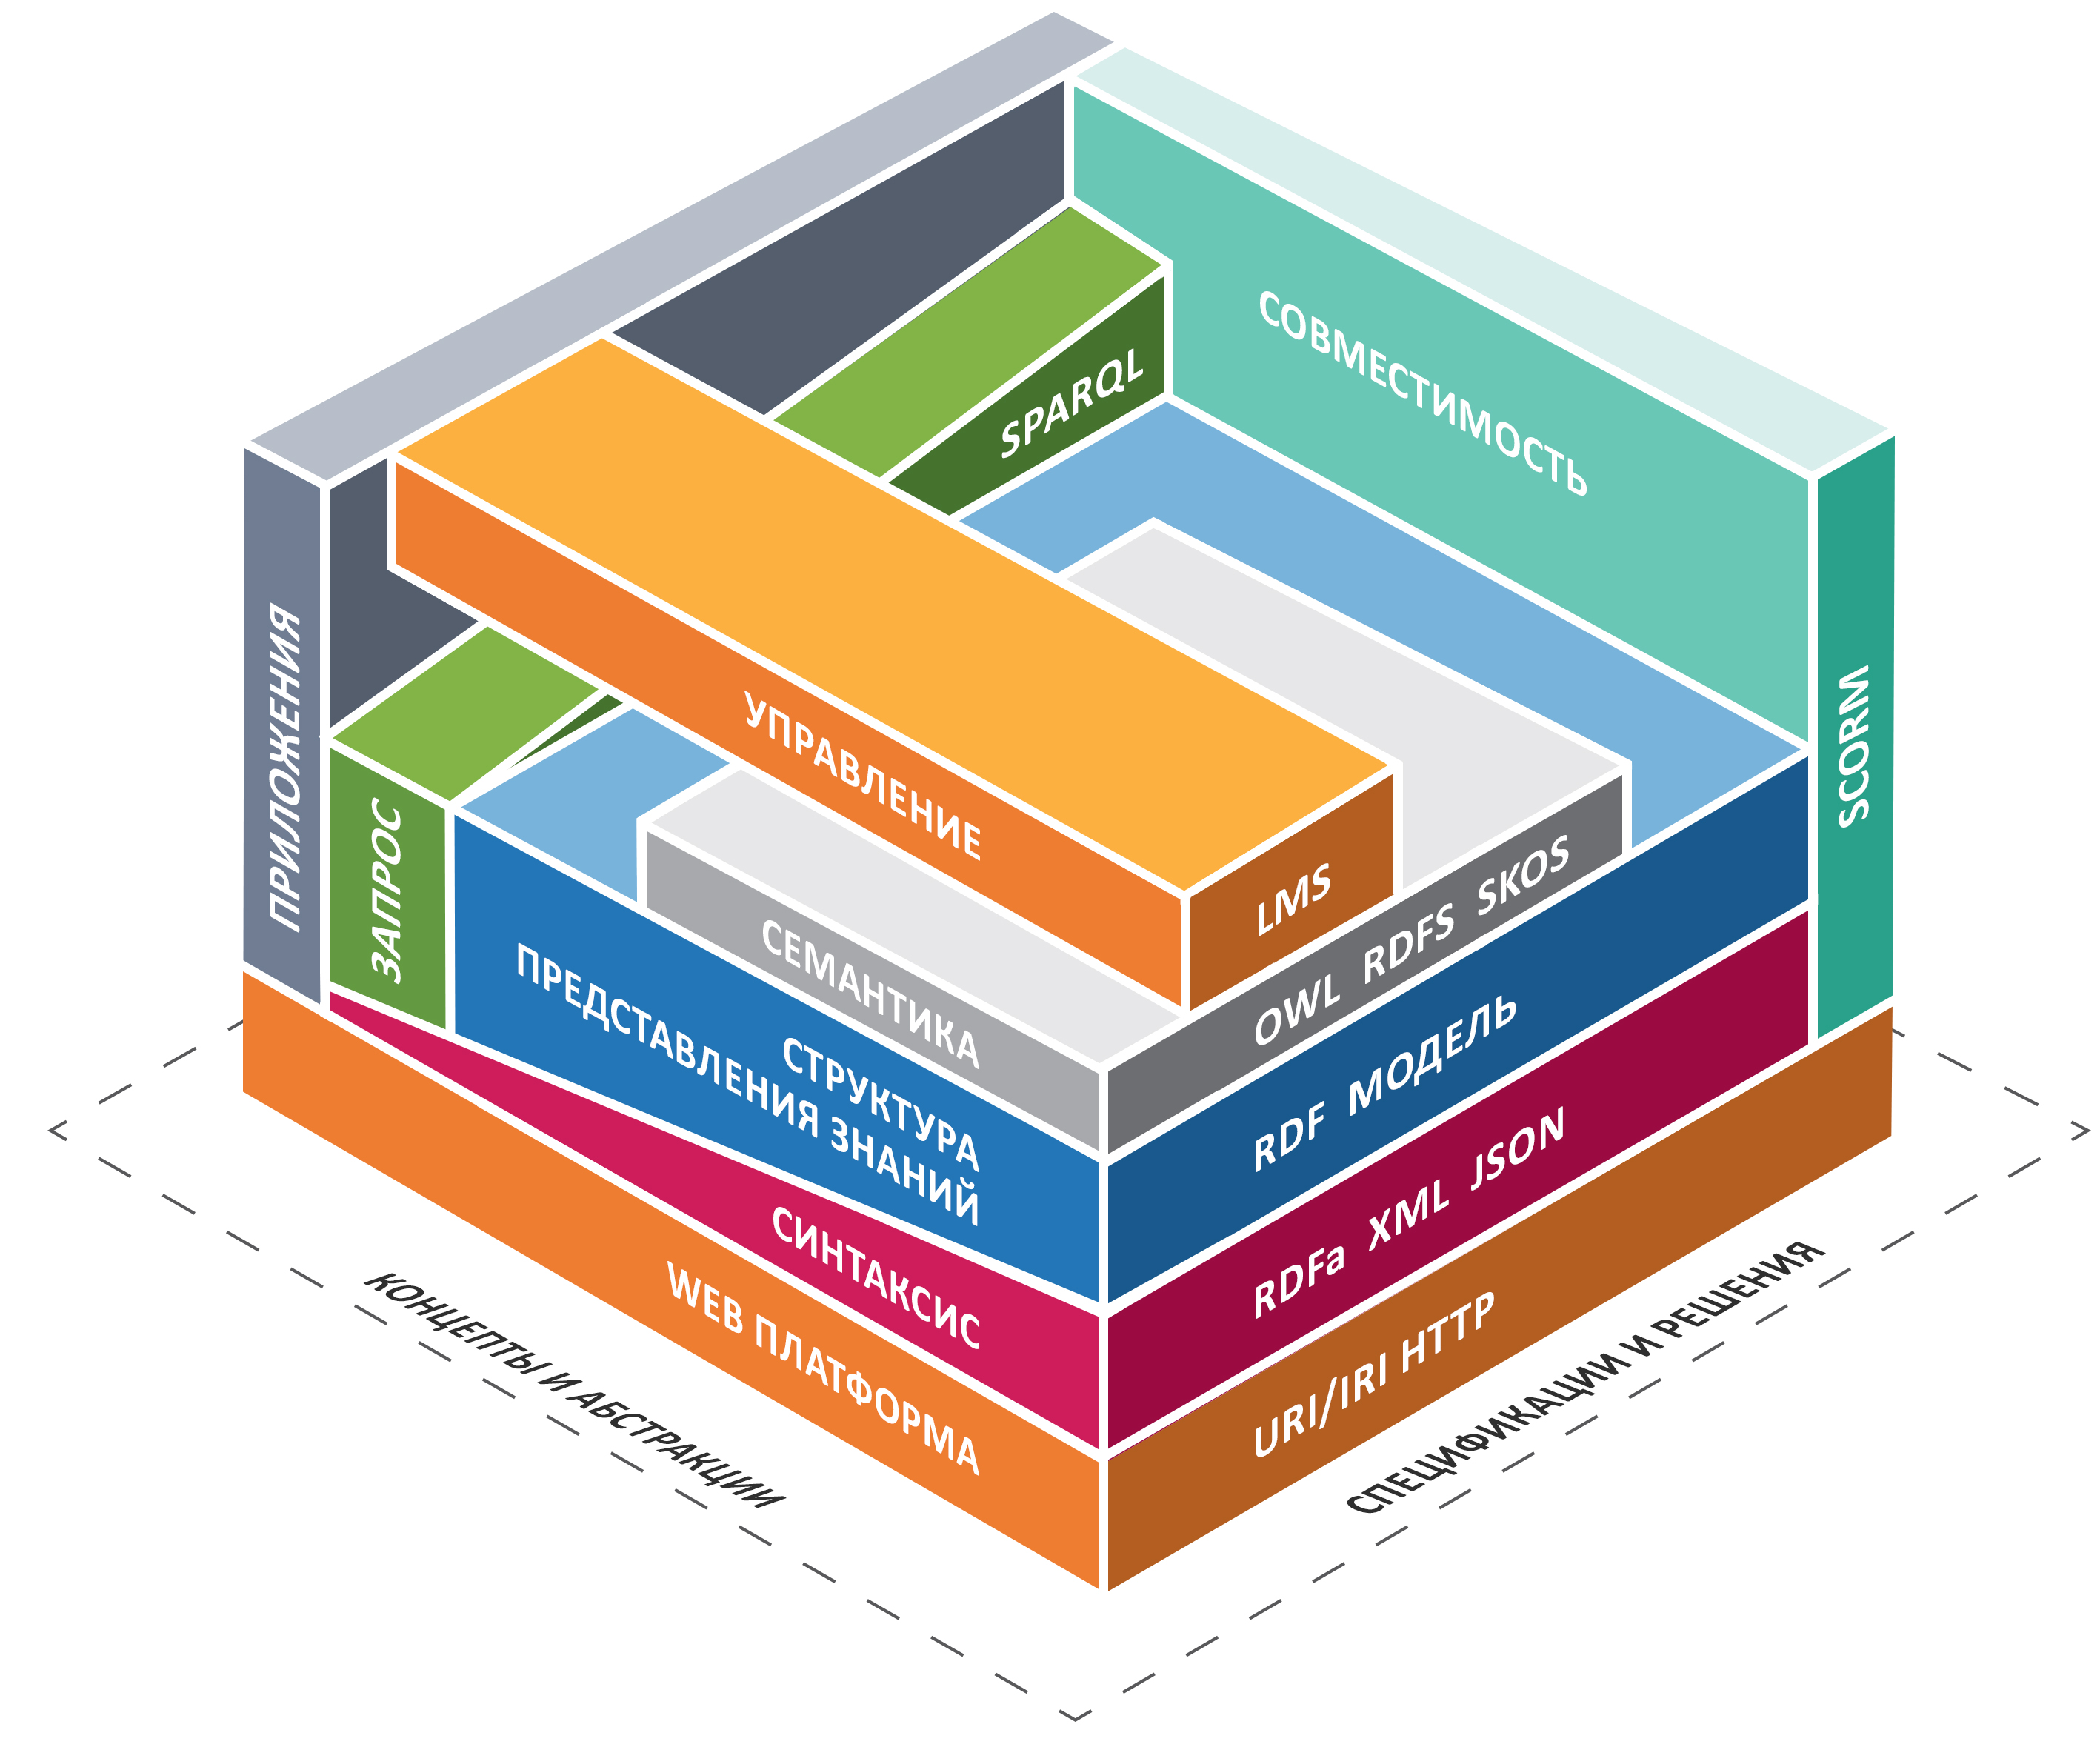 СОВМЕСТИМОСТЬ
SPARQL
ПРИЛОЖЕНИЯ
SCORM
УПРАВЛЕНИЕ
LMS
ЗАПРОС
СЕМАНТИКА
OWL RDFS SKOS
СТРУКТУРА
ПРЕДСТАВЛЕНИЯ ЗНАНИЙ
RDF МОДЕЛЬ
СИНТАКСИС
RDFa XML JSON
WEB ПЛАТФОРМА
URI/IRI HTTP
КОНЦЕПТЫ И АБСТРАКЦИИ
СПЕЦИФИКАЦИИ И РЕШЕНИЯ